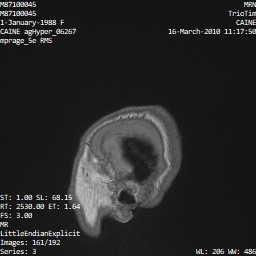 M87100045
M87100045
1-January-1988 F
CAINE agHyper_06267
mprage_5e RMS
MRN
TrioTim
CAINE
16-March-2010 11:17:50
ST: 1.00 SL: 68.15
RT: 2530.00 ET: 1.64
FS: 3.00
MR
LittleEndianExplicit
Images: 161/192
Series: 3
WL: 206 WW: 486